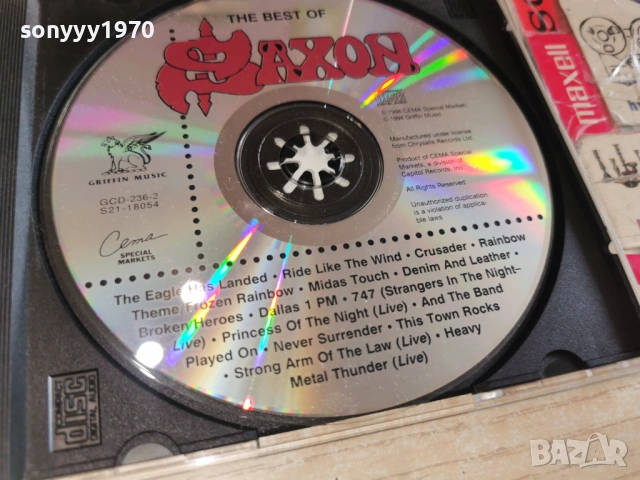 sonyyy1970
THE BEST OF
SAXON
maxell
GRIFFIN MUSIC
GCD-236-2
S21-18054
Cema
SPECIAL
MARKETS
Manufactured under license
from Chrysalis Records Ltd.
Product of CEMA Special
Markets, a division of
Capitol Records, Inc.
All Rights Reserved
Unauthorized duplication
is a violation of applica-
ble laws
The Eagle Has Landed • Ride Like The Wind • Crusader • Rainbow
Theme/Frozen Rainbow • Midas Touch • Denim And Leather •
Broken Heroes • Dallas 1 PM • 747 (Strangers In The Night–
Live) • Princess Of The Night (Live) • And The Band
Played On • Never Surrender • This Town Rocks
• Strong Arm Of The Law (Live) • Heavy
Metal Thunder (Live)
COMPACT
disc
DIGITAL AUDIO
BAZAR